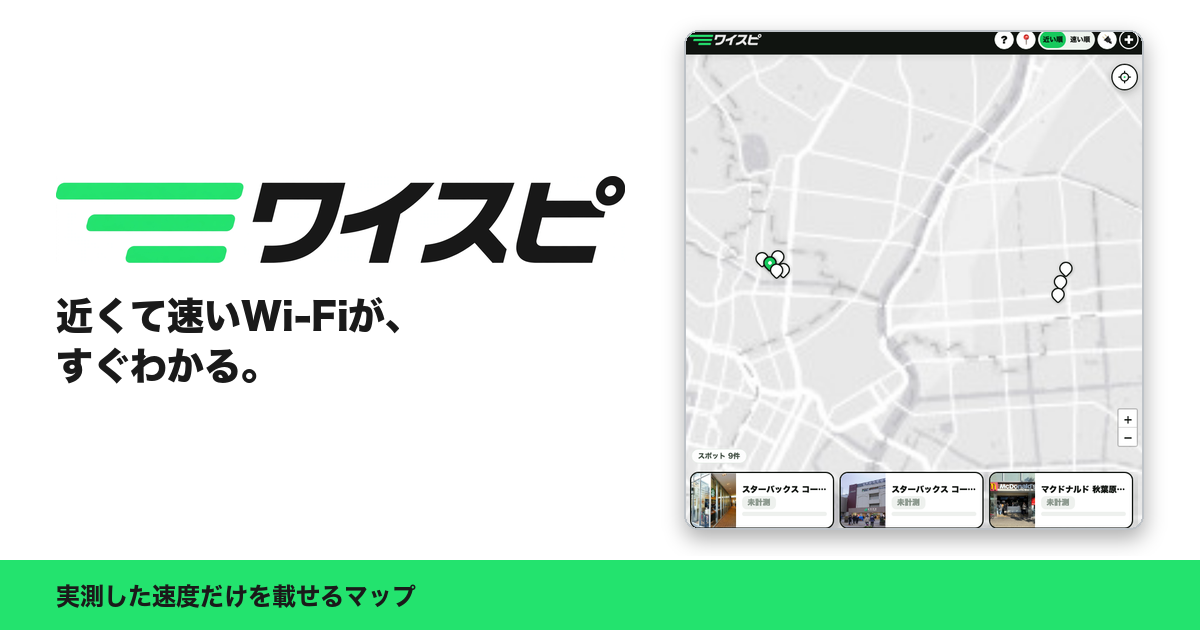 ワイスピ
近くて速いWi-Fiが、
すぐわかる。
ワイスピ
?
近い順 速い順
+
+
−
スポット 9件
スターバックス コー…
未計測
スターバックス コー…
未計測
マクドナルド 秋葉原…
未計測
McDonald's
実測した速度だけを載せるマップ